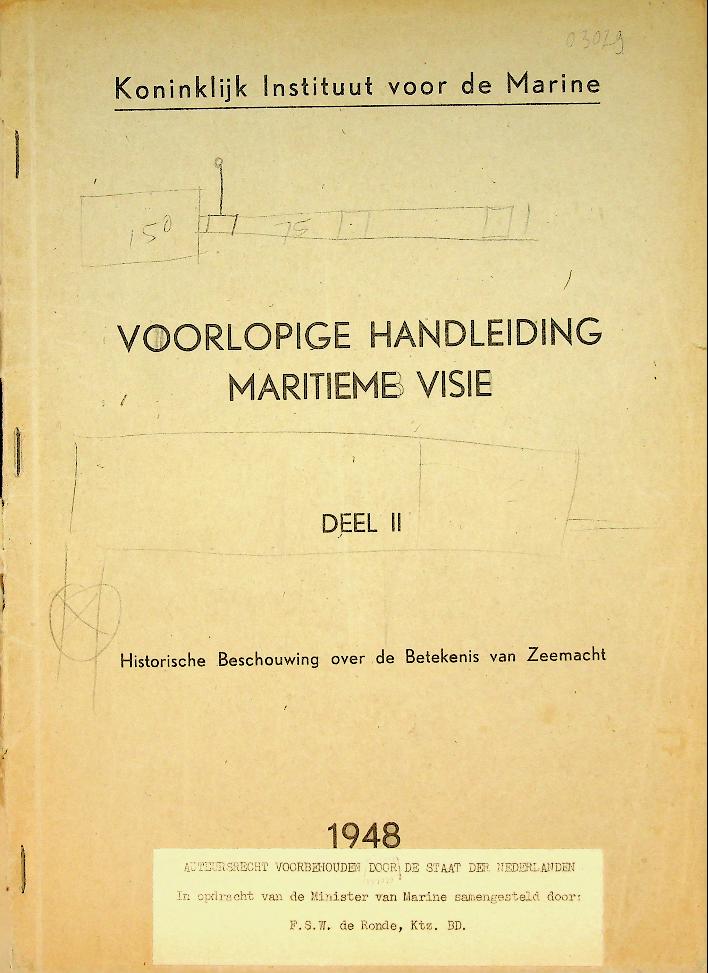 03029
Koninklijk Instituut voor de Marine
150 75
VOORLOPIGE HANDLEIDING
MARITIEME VISIE
DEEL II
Historische Beschouwing over de Betekenis van Zeemacht
1948
AUTEURSRECHT VOORBEHOUDEN DOOR DE STAAT DER NEDERLANDEN
In opdracht van de Minister van Marine samengesteld door:
F.S.W. de Ronde, Ktz. BD.